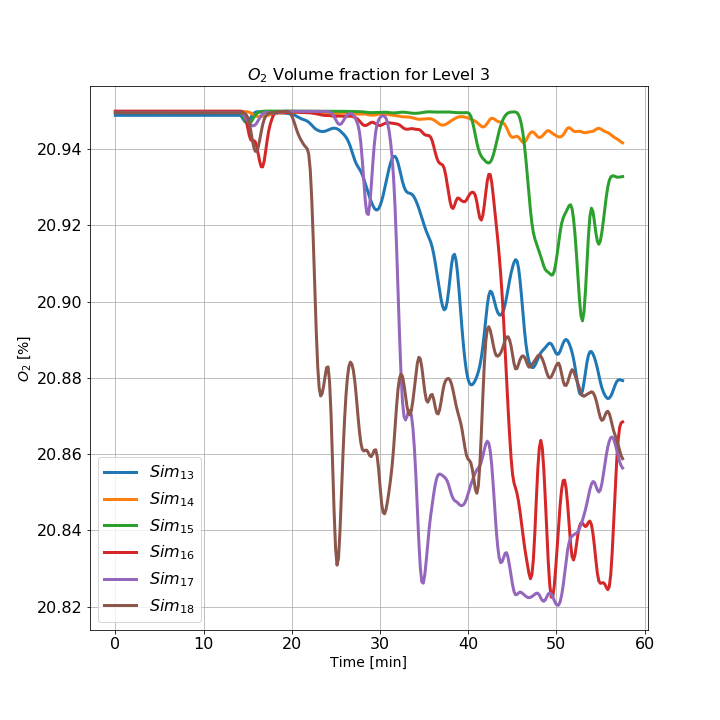 O₂ Volume fraction for Level 3
O₂ [%]
20.94
20.92
20.90
20.88
20.86
20.84
20.82
Sim₁₃
Sim₁₄
Sim₁₅
Sim₁₆
Sim₁₇
Sim₁₈
0 10 20 30 40 50 60
Time [min]